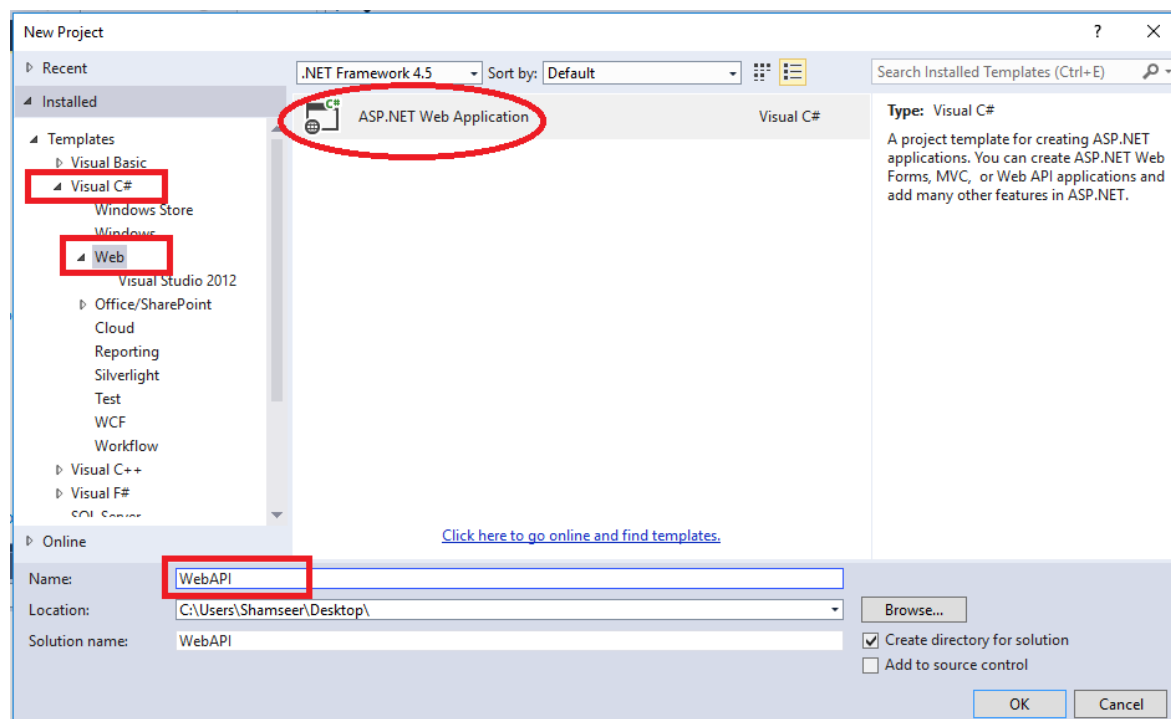 New Project
?
Recent
.NET Framework 4.5
Sort by:
Default
Search Installed Templates (Ctrl+E)
Installed
Templates
Visual Basic
Visual C#
Windows Store
Windows
Web
Visual Studio 2012
Office/SharePoint
Cloud
Reporting
Silverlight
Test
WCF
Workflow
Visual C++
Visual F#
SQL Server
Online
C#
ASP.NET Web Application
Visual C#
Click here to go online and find templates.
Type: Visual C#
A project template for creating ASP.NET
applications. You can create ASP.NET Web
Forms, MVC, or Web API applications and
add many other features in ASP.NET.
Name:
WebAPI
Location:
C:\Users\Shamseer\Desktop\
Browse...
Solution name:
WebAPI
Create directory for solution
Add to source control
OK
Cancel